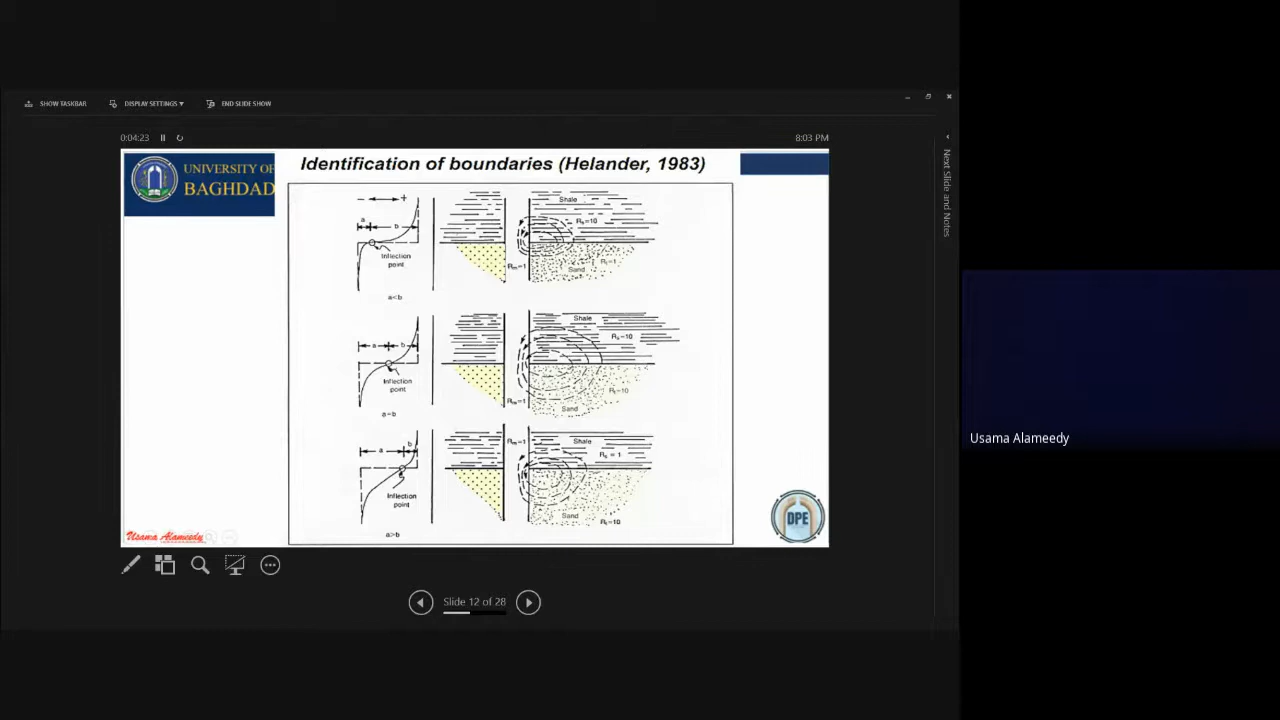 SHOW TASKBAR
DISPLAY SETTINGS ▾
END SLIDE SHOW
0:04:23
8:03 PM
Next Slide and Notes
UNIVERSITY OF
BAGHDAD
Identification of boundaries (Helander, 1983)
− +
a
b
Inflection
point
a<b
Shale
Rs=10
Rm=1
Rt=1
Sand
a
b
Inflection
point
a=b
Shale
Rs=10
Rm=1
Rt=10
Sand
a
b
Inflection
point
a>b
Rm=1
Shale
Rs = 1
Sand
Rt=10
Usama Alameedy
DPE
Slide 12 of 28
Usama Alameedy